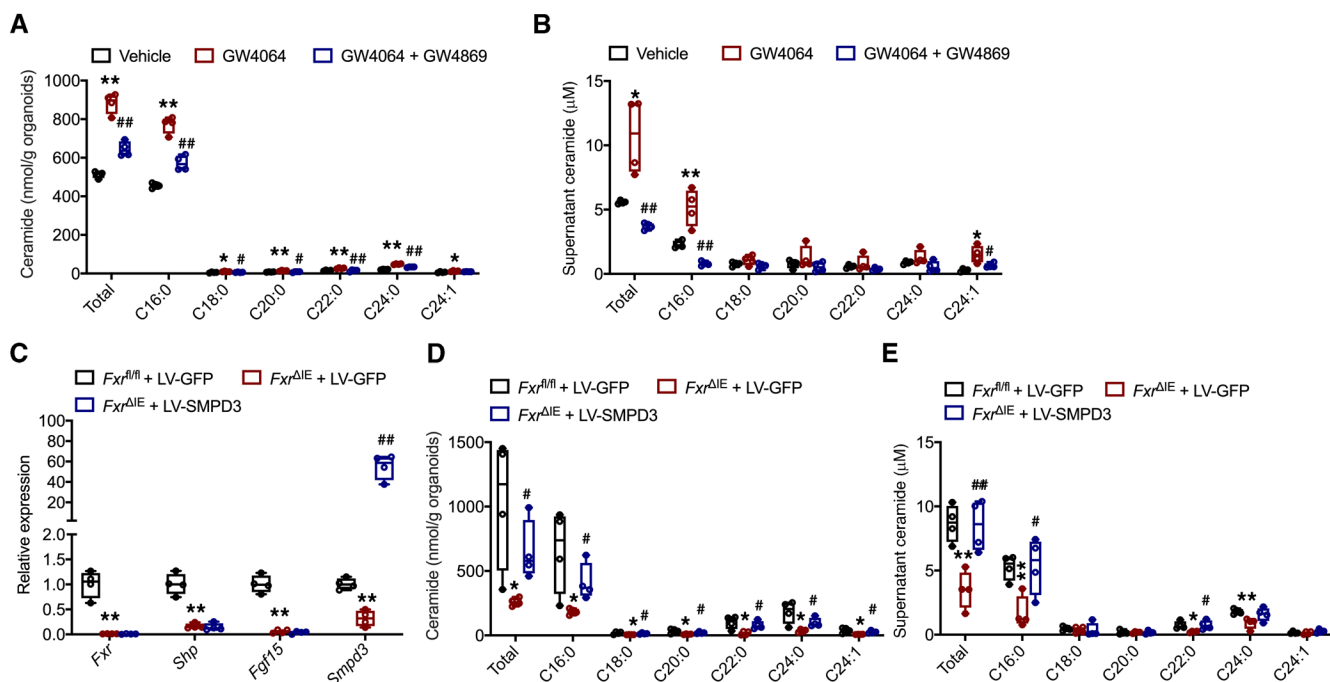 A
Vehicle GW4064 GW4064 + GW4869
Ceramide (nmol/g organoids)
1000
800
600
400
200
0
** ## ** ## * # ** # ** ## ** ## *
Total C16:0 C18:0 C20:0 C22:0 C24:0 C24:1
B
Vehicle GW4064 GW4064 + GW4869
Supernatant ceramide (μM)
15
10
5
0
* ## ** ## * #
Total C16:0 C18:0 C20:0 C22:0 C24:0 C24:1
C
Fxrfl/fl + LV-GFP FxrΔIE + LV-GFP
FxrΔIE + LV-SMPD3
Relative expression
100
80
60
40
20
2.0
1.5
1.0
0.5
0.0
** ** ** ** ##
Fxr Shp Fgf15 Smpd3
D
Fxrfl/fl + LV-GFP FxrΔIE + LV-GFP
FxrΔIE + LV-SMPD3
Ceramide (nmol/g organoids)
1500
1000
500
0
* # * # * # * # * # * # * #
Total C16:0 C18:0 C20:0 C22:0 C24:0 C24:1
E
Fxrfl/fl + LV-GFP FxrΔIE + LV-GFP
FxrΔIE + LV-SMPD3
Supernatant ceramide (μM)
15
10
5
0
** ## ** # * # **
Total C16:0 C18:0 C20:0 C22:0 C24:0 C24:1